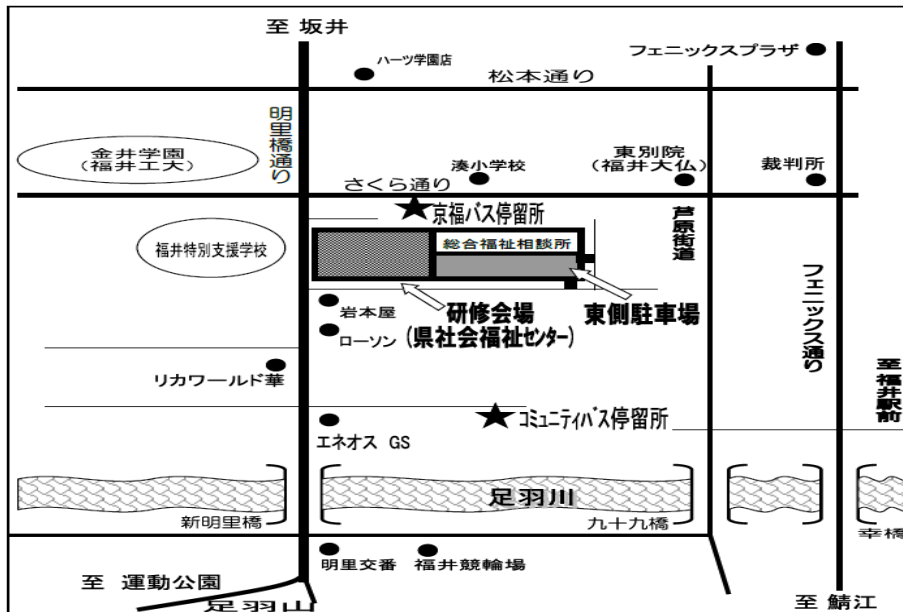 至 坂井
フェニックスプラザ
ハーツ学園店
松本通り
明里橋通り
金井学園
(福井工大)
湊小学校
東別院
(福井大仏)
裁判所
さくら通り
京福バス停留所
芦原街道
福井特別支援学校
総合福祉相談所
フェニックス通り
岩本屋
研修会場
(県社会福祉センター)
東側駐車場
ローソン
リカワールド華
至福井駅前
コミュニティバス停留所
エネオス GS
足羽川
新明里橋
九十九橋
幸橋
明里交番
福井競輪場
至 運動公園
足羽山
至 鯖江